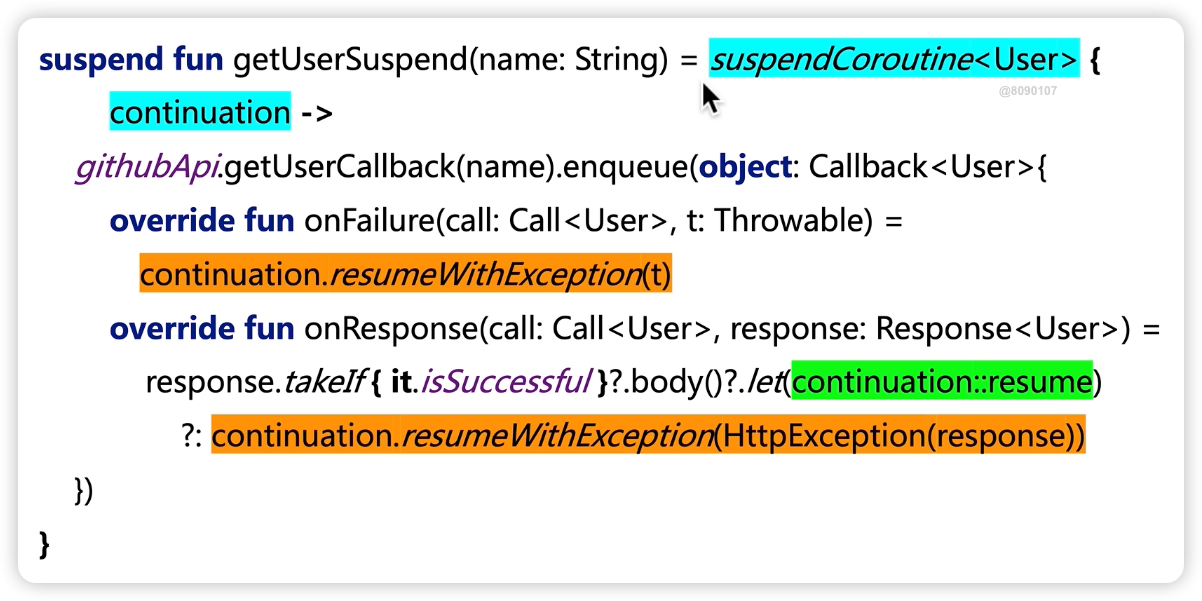 suspend fun getUserSuspend(name: String) = suspendCoroutine<User> {
@8090107
continuation ->
githubApi.getUserCallback(name).enqueue(object: Callback<User>{
override fun onFailure(call: Call<User>, t: Throwable) =
continuation.resumeWithException(t)
override fun onResponse(call: Call<User>, response: Response<User>) =
response.takeIf { it.isSuccessful }?.body()?.let(continuation::resume)
?: continuation.resumeWithException(HttpException(response))
})
}